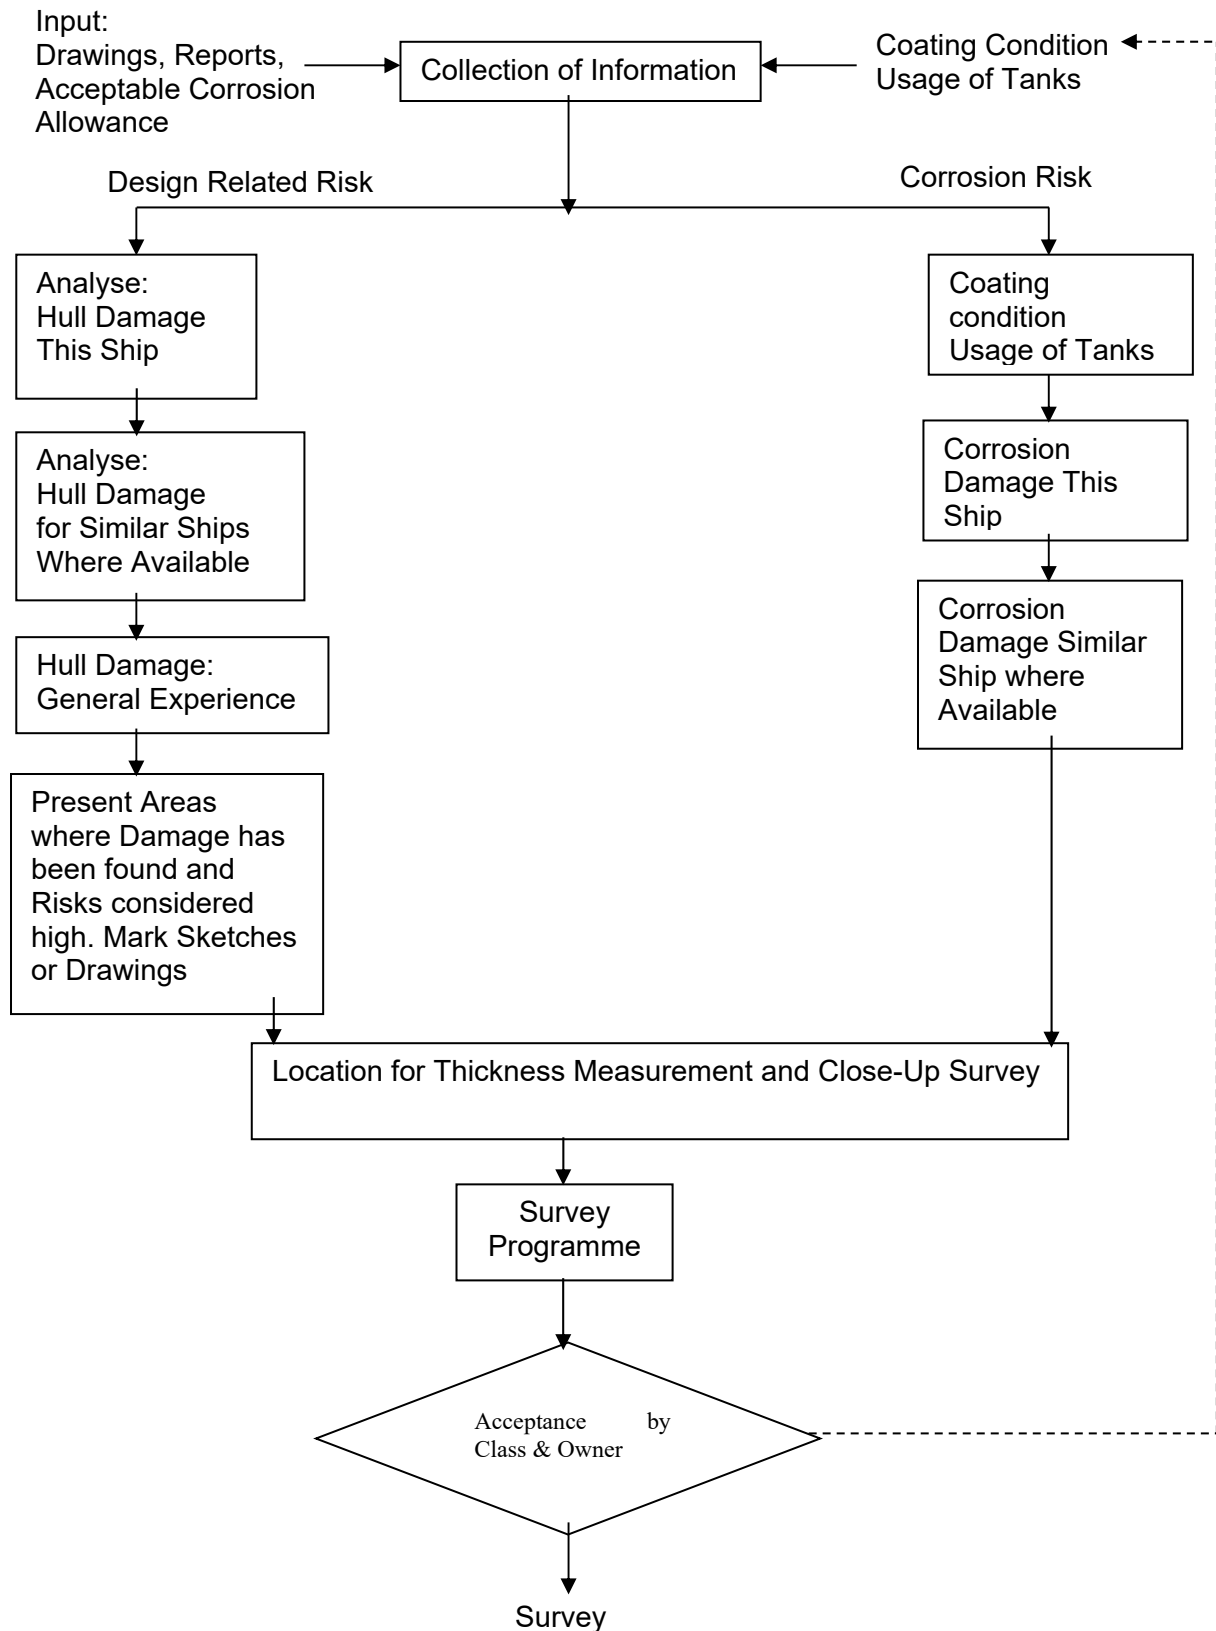 Input:
Drawings, Reports,
Acceptable Corrosion
Allowance
Collection of Information
Coating Condition
Usage of Tanks
Design Related Risk
Corrosion Risk
Analyse:
Hull Damage
This Ship
Analyse:
Hull Damage
for Similar Ships
Where Available
Hull Damage:
General Experience
Present Areas
where Damage has
been found and
Risks considered
high. Mark Sketches
or Drawings
Coating
condition
Usage of Tanks
Corrosion
Damage This
Ship
Corrosion
Damage Similar
Ship where
Available
Location for Thickness Measurement and Close-Up Survey
Survey
Programme
Acceptance by
Class & Owner
Survey